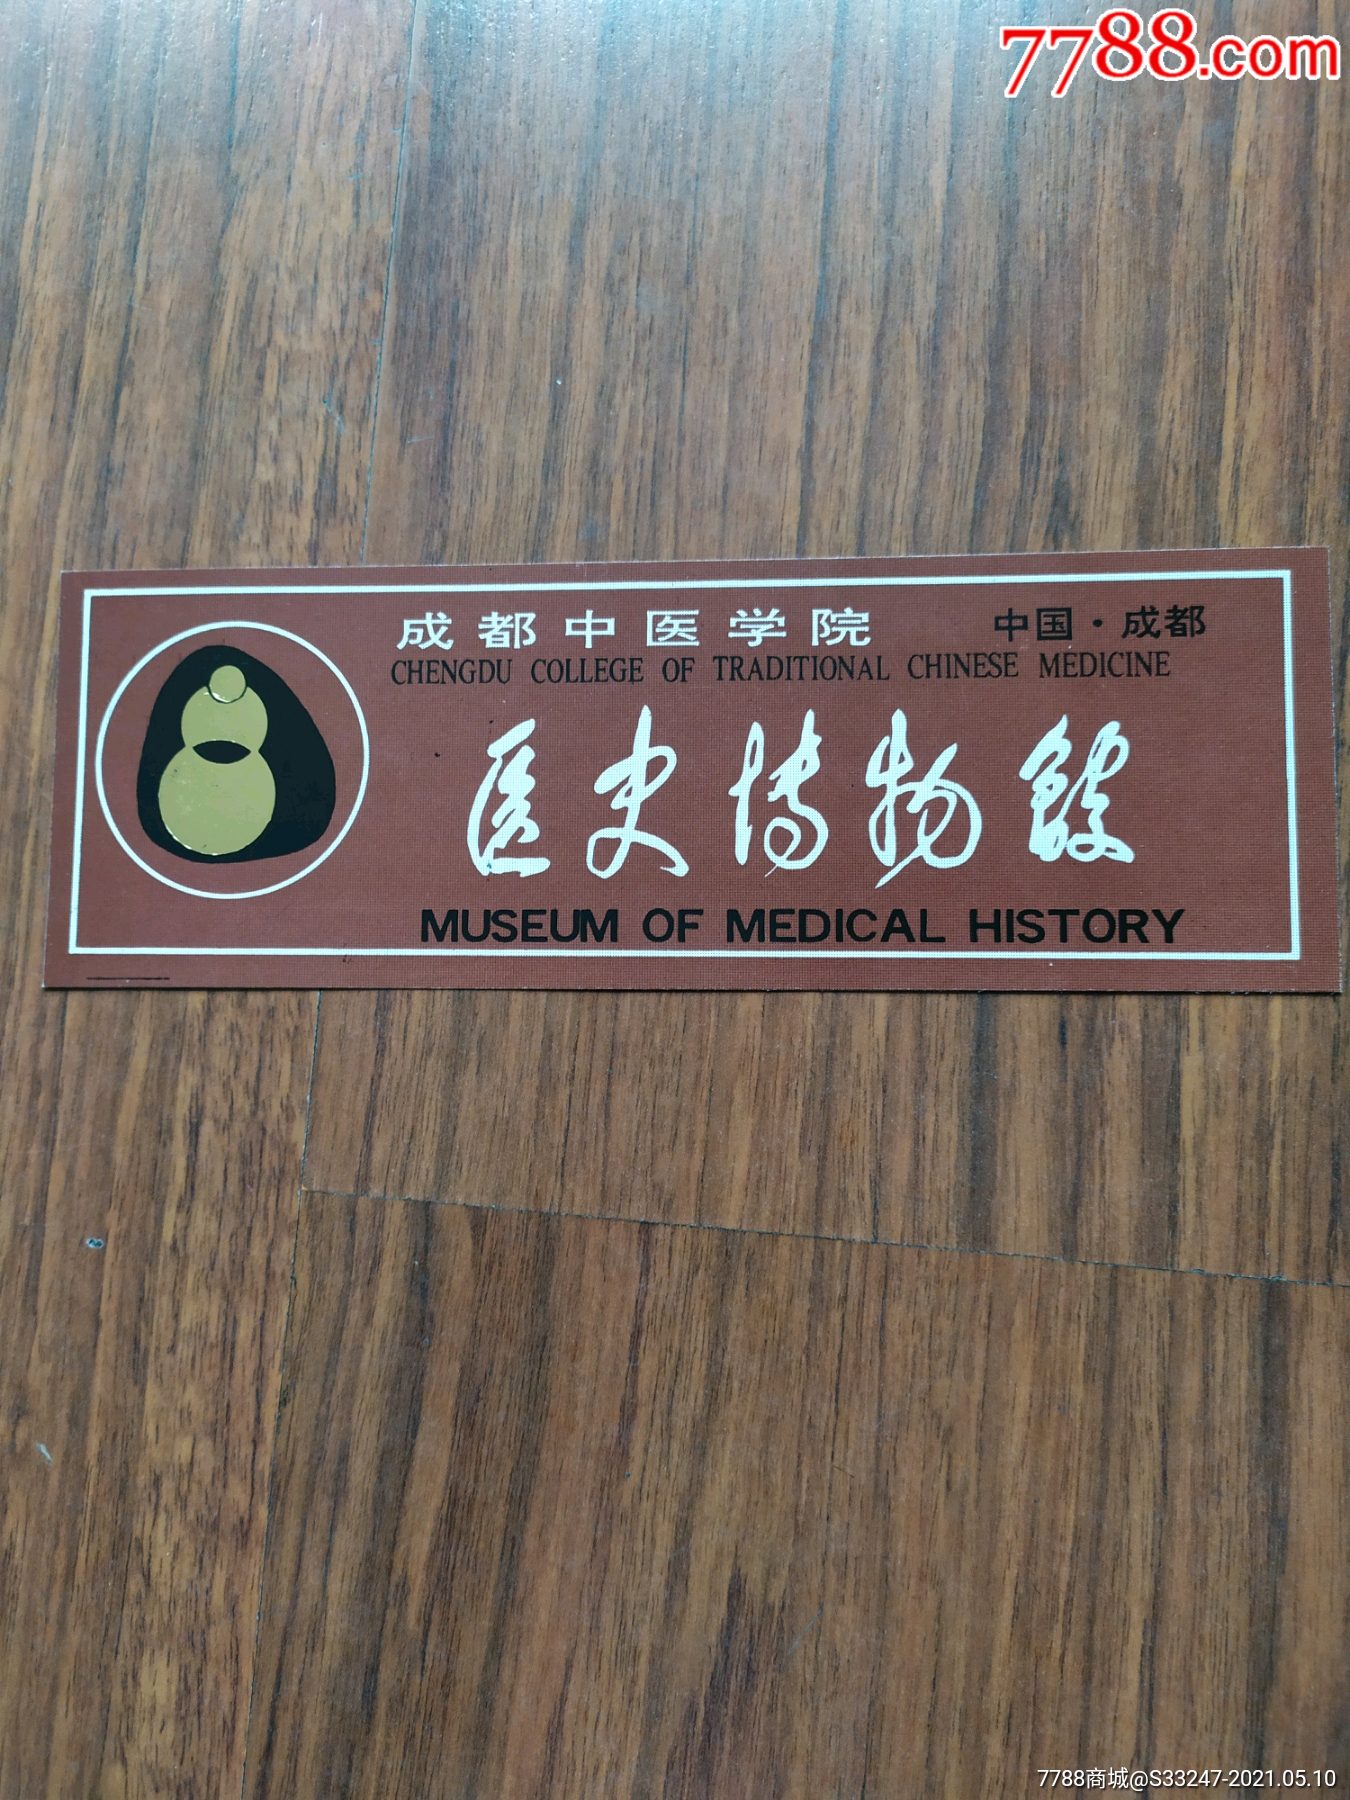 7788.com
成都中医学院 中国·成都
CHENGDU COLLEGE OF TRADITIONAL CHINESE MEDICINE
医史博物馆
MUSEUM OF MEDICAL HISTORY
7788商城@S33247-2021.05.10